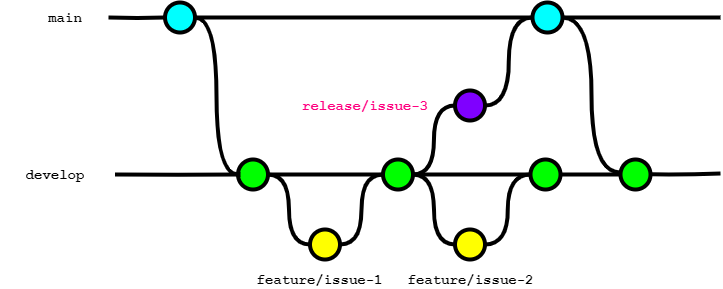 main
release/issue-3
develop
feature/issue-1
feature/issue-2